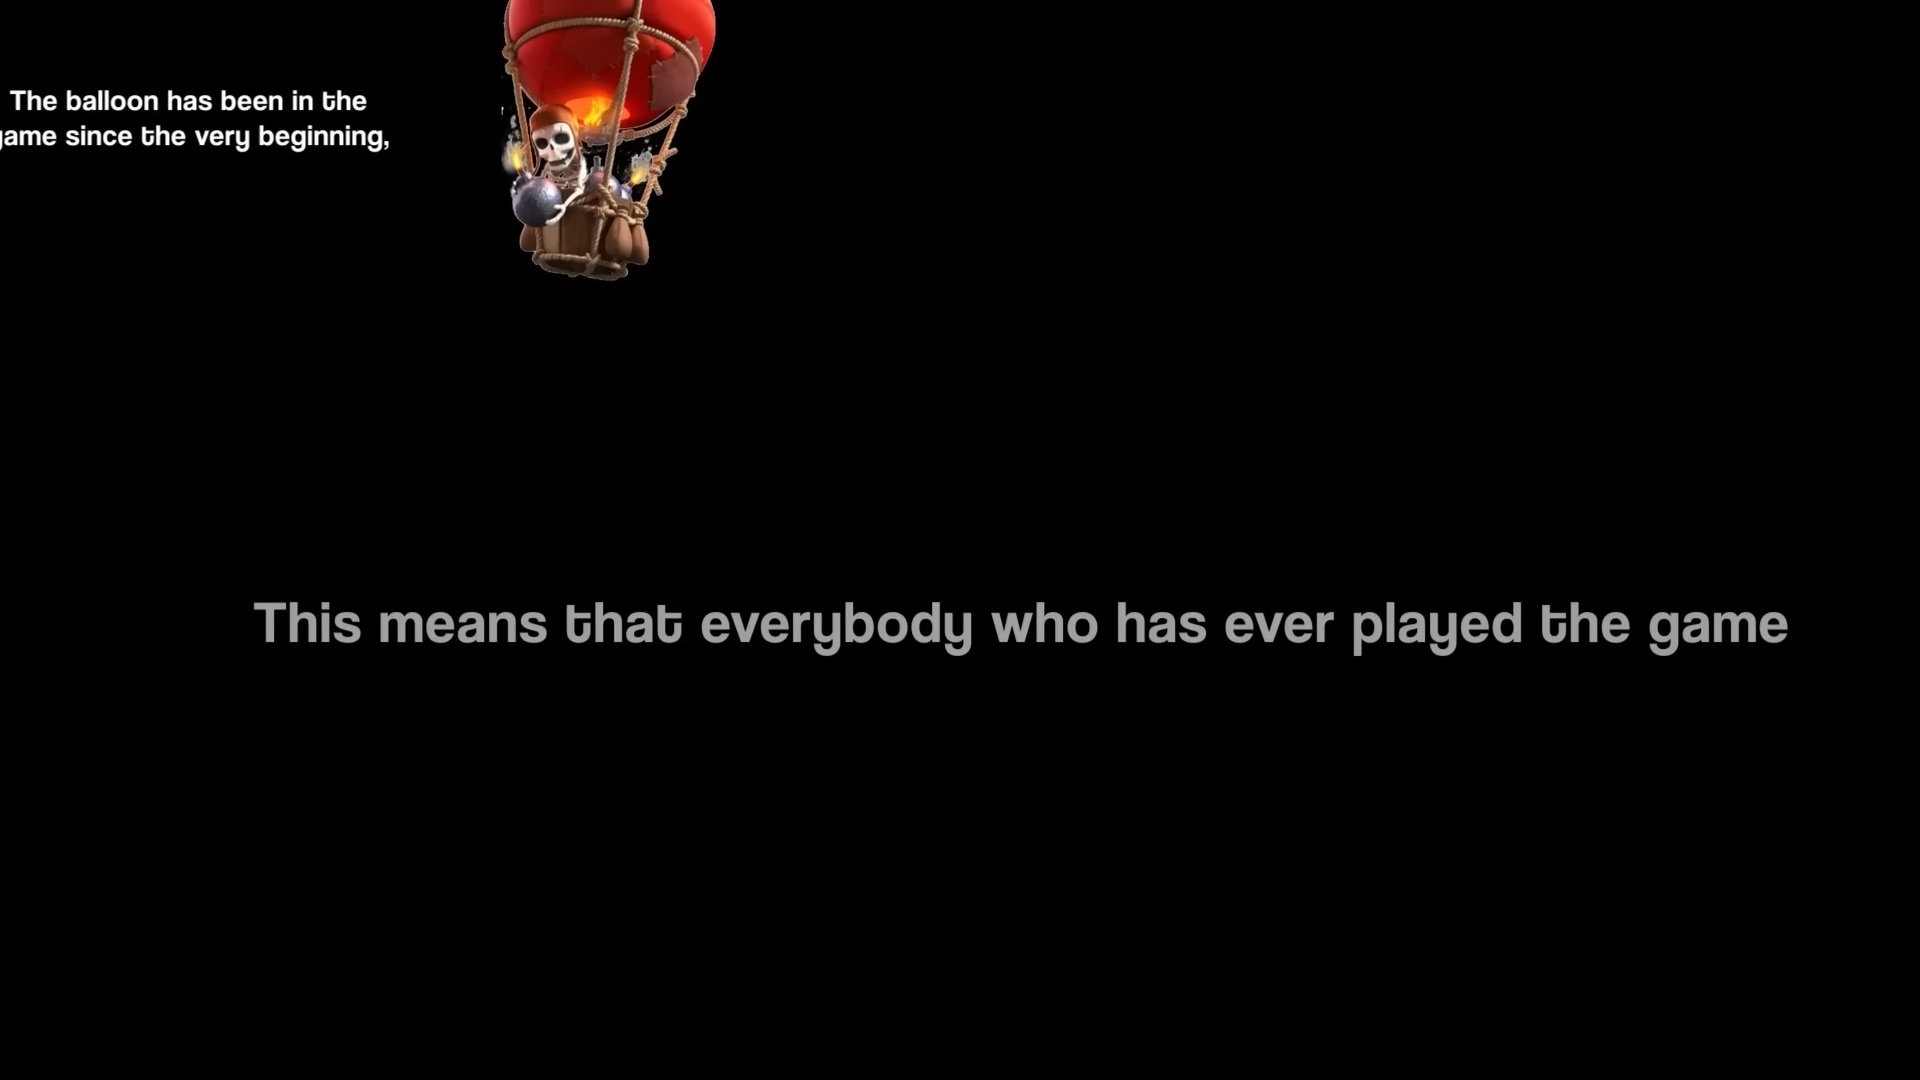 The balloon has been in the
game since the very beginning,
This means that everybody who has ever played the game